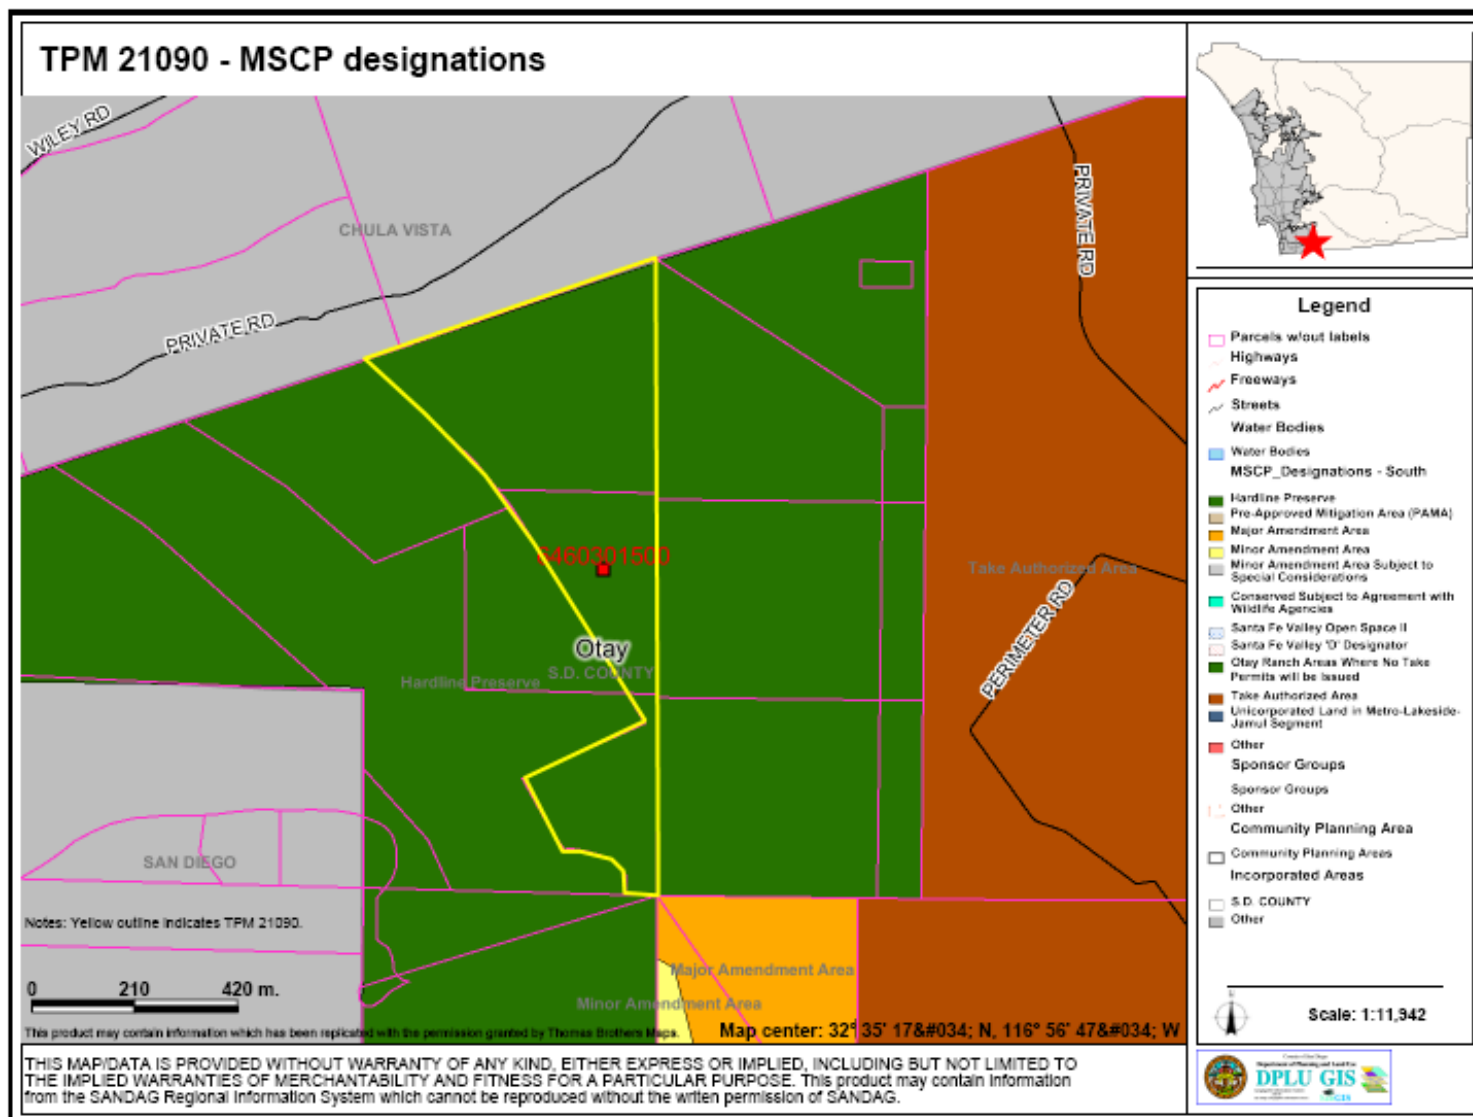 TPM 21090 - MSCP designations
WILEY RD
CHULA VISTA
PRIVATE RD
PRIVATE RD
6460301500
Take Authorized Area
PERIMETER RD
Otay
S.D. COUNTY
Hardline Preserve
SAN DIEGO
Notes: Yellow outline indicates TPM 21090.
Major Amendment Area
Minor Amendment Area
0 210 420 m.
This product may contain information which has been replicated with the permission granted by Thomas Brothers Maps.
Map center: 32° 35' 17&#034; N, 116° 56' 47&#034; W
THIS MAP/DATA IS PROVIDED WITHOUT WARRANTY OF ANY KIND, EITHER EXPRESS OR IMPLIED, INCLUDING BUT NOT LIMITED TO
THE IMPLIED WARRANTIES OF MERCHANTABILITY AND FITNESS FOR A PARTICULAR PURPOSE. This product may contain information
from the SANDAG Regional Information System which cannot be reproduced without the writen permission of SANDAG.
Legend
Parcels w/out labels
Highways
Freeways
Streets
Water Bodies
Water Bodies
MSCP_Designations - South
Hardline Preserve
Pre-Approved Mitigation Area (PAMA)
Major Amendment Area
Minor Amendment Area
Minor Amendment Area Subject to
Special Considerations
Conserved Subject to Agreement with
Wildlife Agencies
Santa Fe Valley Open Space II
Santa Fe Valley "D" Designator
Otay Ranch Areas Where No Take
Permits will be Issued
Take Authorized Area
Unicorporated Land in Metro-Lakeside-
Jamul Segment
Other
Sponsor Groups
Sponsor Groups
Other
Community Planning Area
Community Planning Areas
Incorporated Areas
S.D. COUNTY
Other
Scale: 1:11,942
DPLU GIS